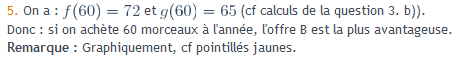 5. On a : f(60) = 72 et g(60) = 65 (cf calculs de la question 3. b)).
Donc : si on achète 60 morceaux à l'année, l'offre B est la plus avantageuse.
Remarque : Graphiquement, cf pointillés jaunes.